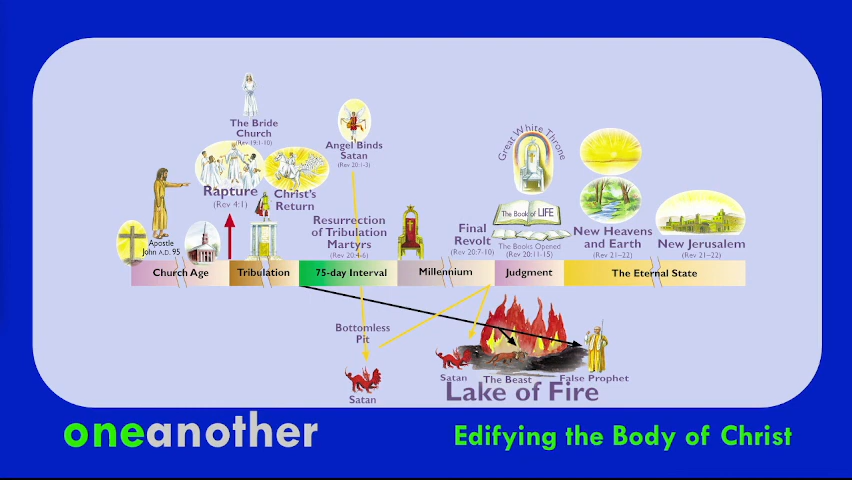 The Bride
Church
(Rev 19:1-10)
Angel Binds
Satan
(Rev 20:1-3)
Great White Throne
Rapture
(Rev 4:1)
Christ's
Return
Apostle
John A.D. 95
Resurrection
of Tribulation
Martyrs
(Rev 20:4-6)
Final
Revolt
(Rev 20:7-10)
The Book of LIFE
The Books Opened
(Rev 20:11-15)
New Heavens
and Earth
(Rev 21-22)
New Jerusalem
(Rev 21-22)
Church Age
Tribulation
75-day Interval
Millennium
Judgment
The Eternal State
Bottomless
Pit
Satan
Satan
The Beast
False Prophet
Lake of Fire
oneanother
Edifying the Body of Christ